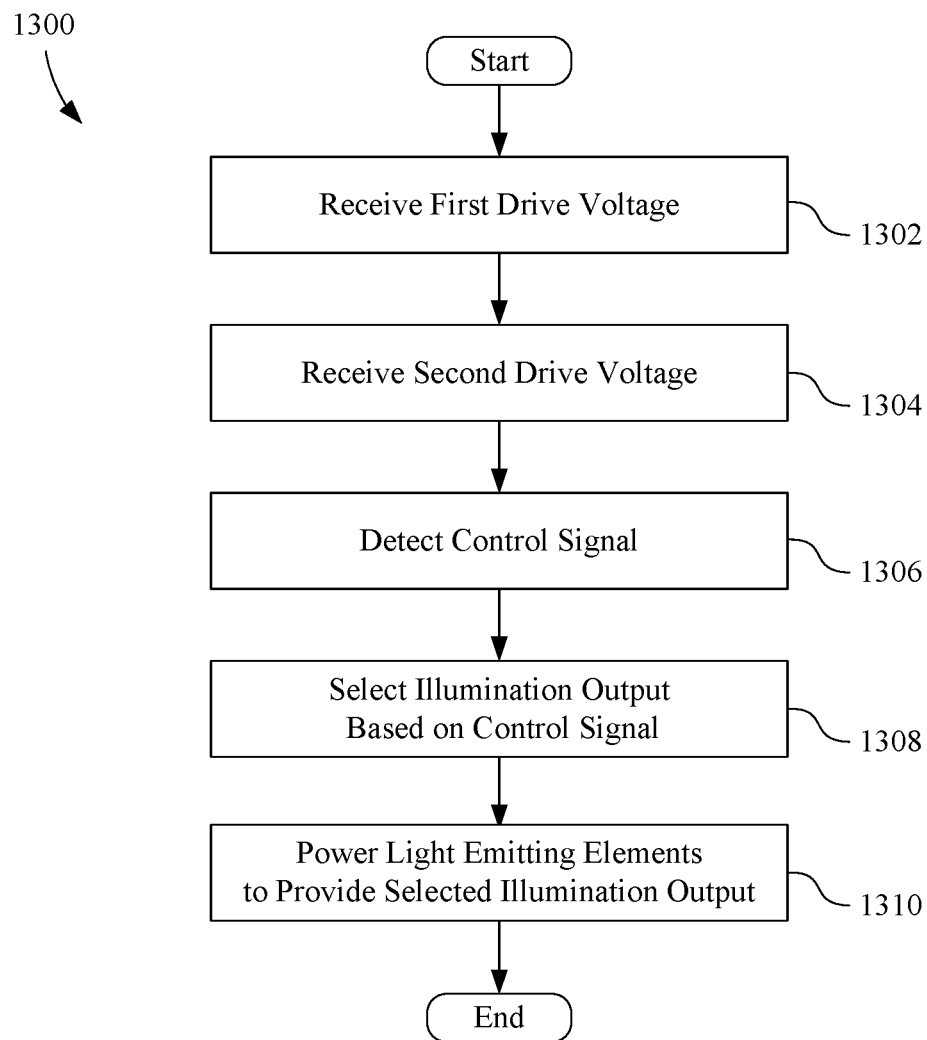 1300
Start
Receive First Drive Voltage
1302
Receive Second Drive Voltage
1304
Detect Control Signal
1306
Select Illumination Output
Based on Control Signal
1308
Power Light Emitting Elements
to Provide Selected Illumination Output
1310
End